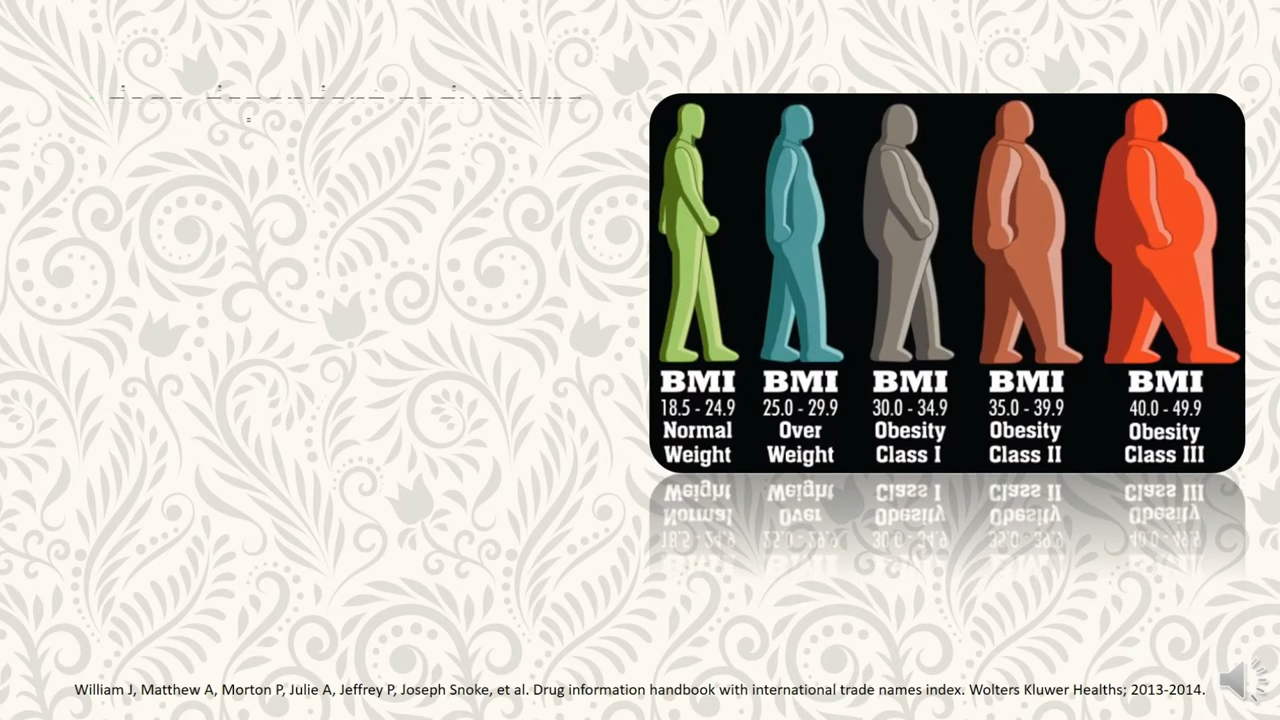 BMI BMI BMI BMI BMI
18.5 - 24.9 25.0 - 29.9 30.0 - 34.9 35.0 - 39.9 40.0 - 49.9
Normal Over Obesity Obesity Obesity
Weight Weight Class I Class II Class III
William J, Matthew A, Morton P, Julie A, Jeffrey P, Joseph Snoke, et al. Drug information handbook with international trade names index. Wolters Kluwer Healths; 2013-2014.